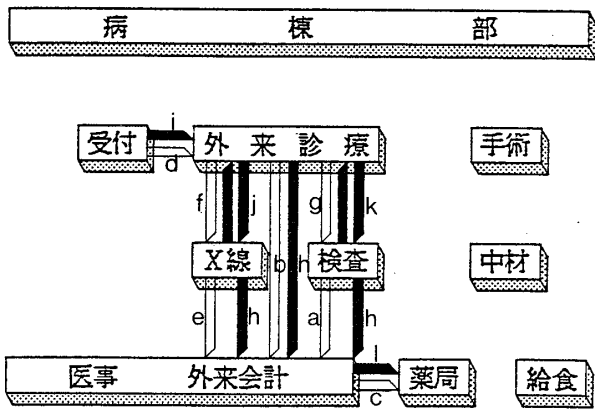 病棟部
i
受付 外来診療 手術
d
f j g k
X線 b h 検査 中材
e h a h
l
医事 外来会計 薬局 給食
c